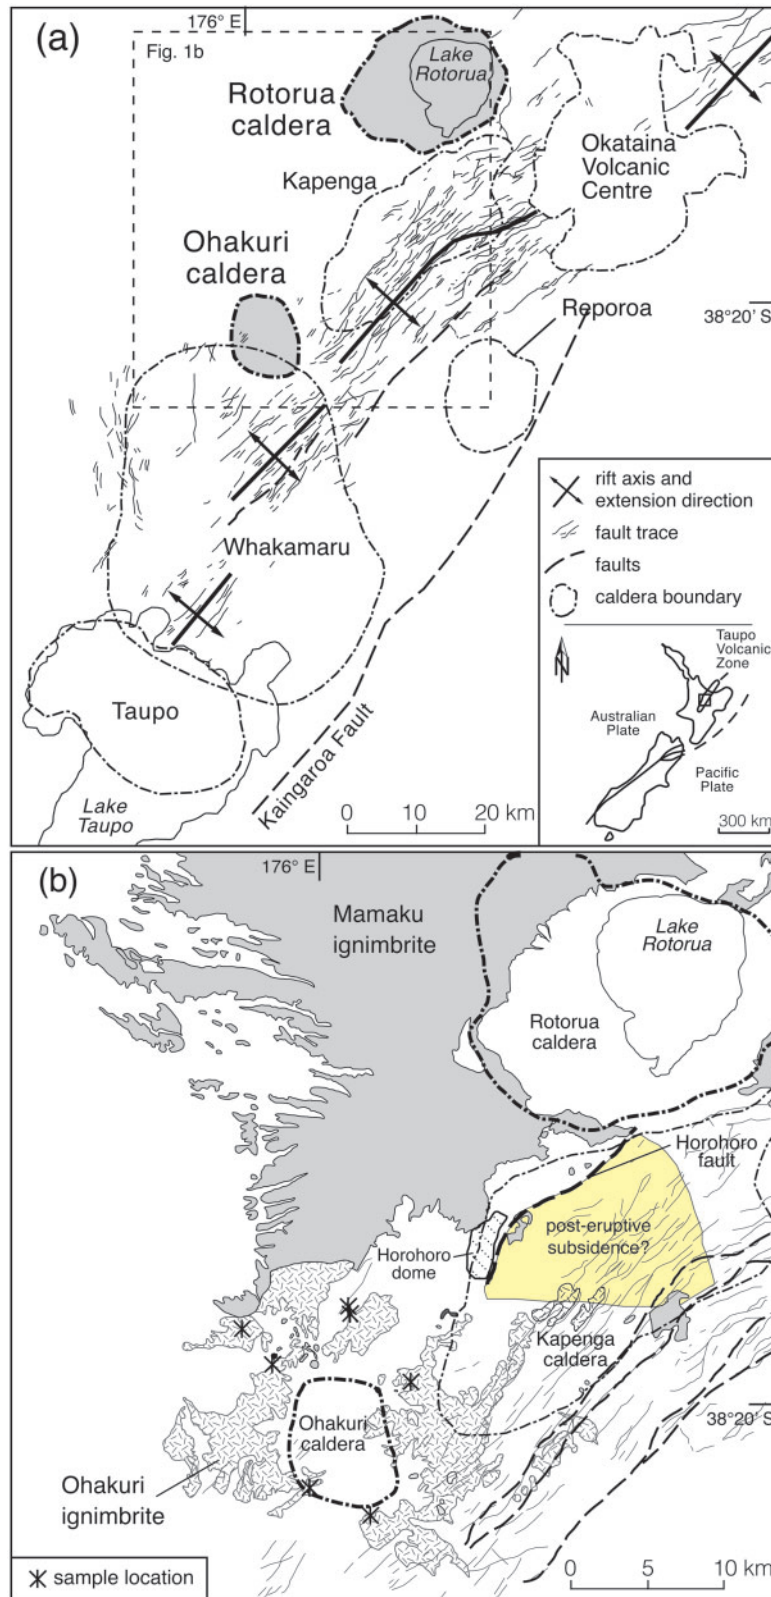 (a)
176° E
Fig. 1b
Lake
Rotorua
Rotorua
caldera
Okataina
Volcanic
Centre
Kapenga
Ohakuri
caldera
Reporoa
38°20' S
Whakamaru
Taupo
Lake
Taupo
Kaingaroa Fault
0 10 20 km
rift axis and
extension direction
fault trace
faults
caldera boundary
N
Taupo
Volcanic
Zone
Australian
Plate
Pacific
Plate
300 km
(b)
176° E
Mamaku
ignimbrite
Lake
Rotorua
Rotorua
caldera
Horohoro
fault
post-eruptive
subsidence?
Horohoro
dome
Kapenga
caldera
38°20' S
Ohakuri
caldera
Ohakuri
ignimbrite
sample location
0 5 10 km